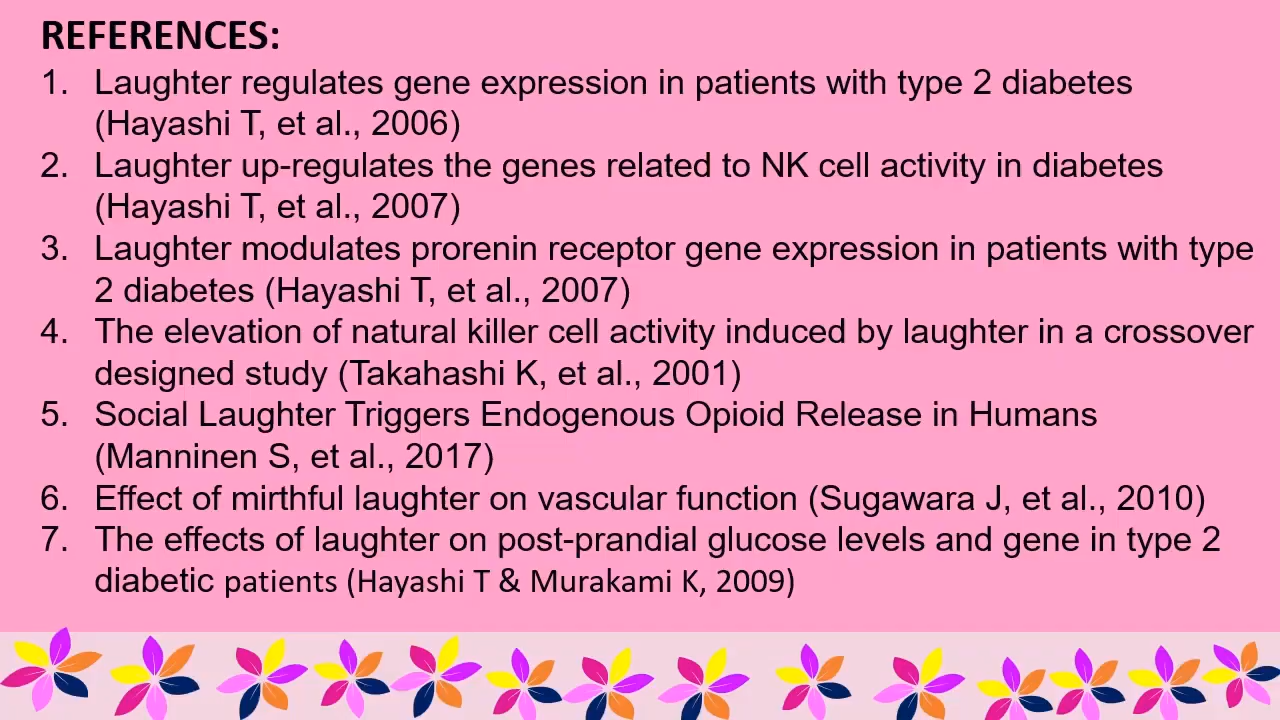 REFERENCES:
1. Laughter regulates gene expression in patients with type 2 diabetes
(Hayashi T, et al., 2006)
2. Laughter up-regulates the genes related to NK cell activity in diabetes
(Hayashi T, et al., 2007)
3. Laughter modulates prorenin receptor gene expression in patients with type
2 diabetes (Hayashi T, et al., 2007)
4. The elevation of natural killer cell activity induced by laughter in a crossover
designed study (Takahashi K, et al., 2001)
5. Social Laughter Triggers Endogenous Opioid Release in Humans
(Manninen S, et al., 2017)
6. Effect of mirthful laughter on vascular function (Sugawara J, et al., 2010)
7. The effects of laughter on post-prandial glucose levels and gene in type 2
diabetic patients (Hayashi T & Murakami K, 2009)